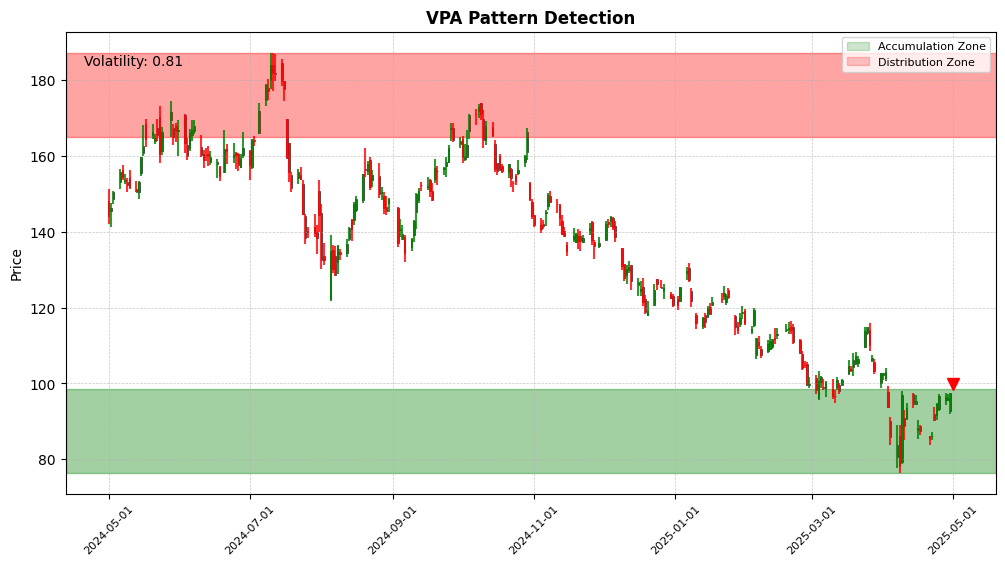 VPA Pattern Detection
Volatility: 0.81
Accumulation Zone
Distribution Zone
Price
180
160
140
120
100
80
2024-05-01
2024-07-01
2024-09-01
2024-11-01
2025-01-01
2025-03-01
2025-05-01